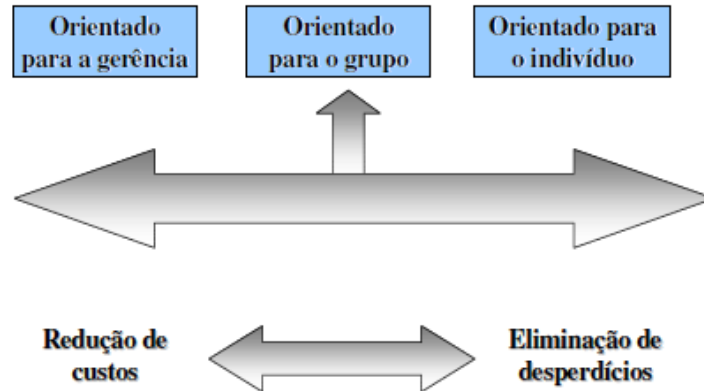 Orientado
para a gerência
Orientado
para o grupo
Orientado para
o indivíduo
Redução de
custos
Eliminação de
desperdícios